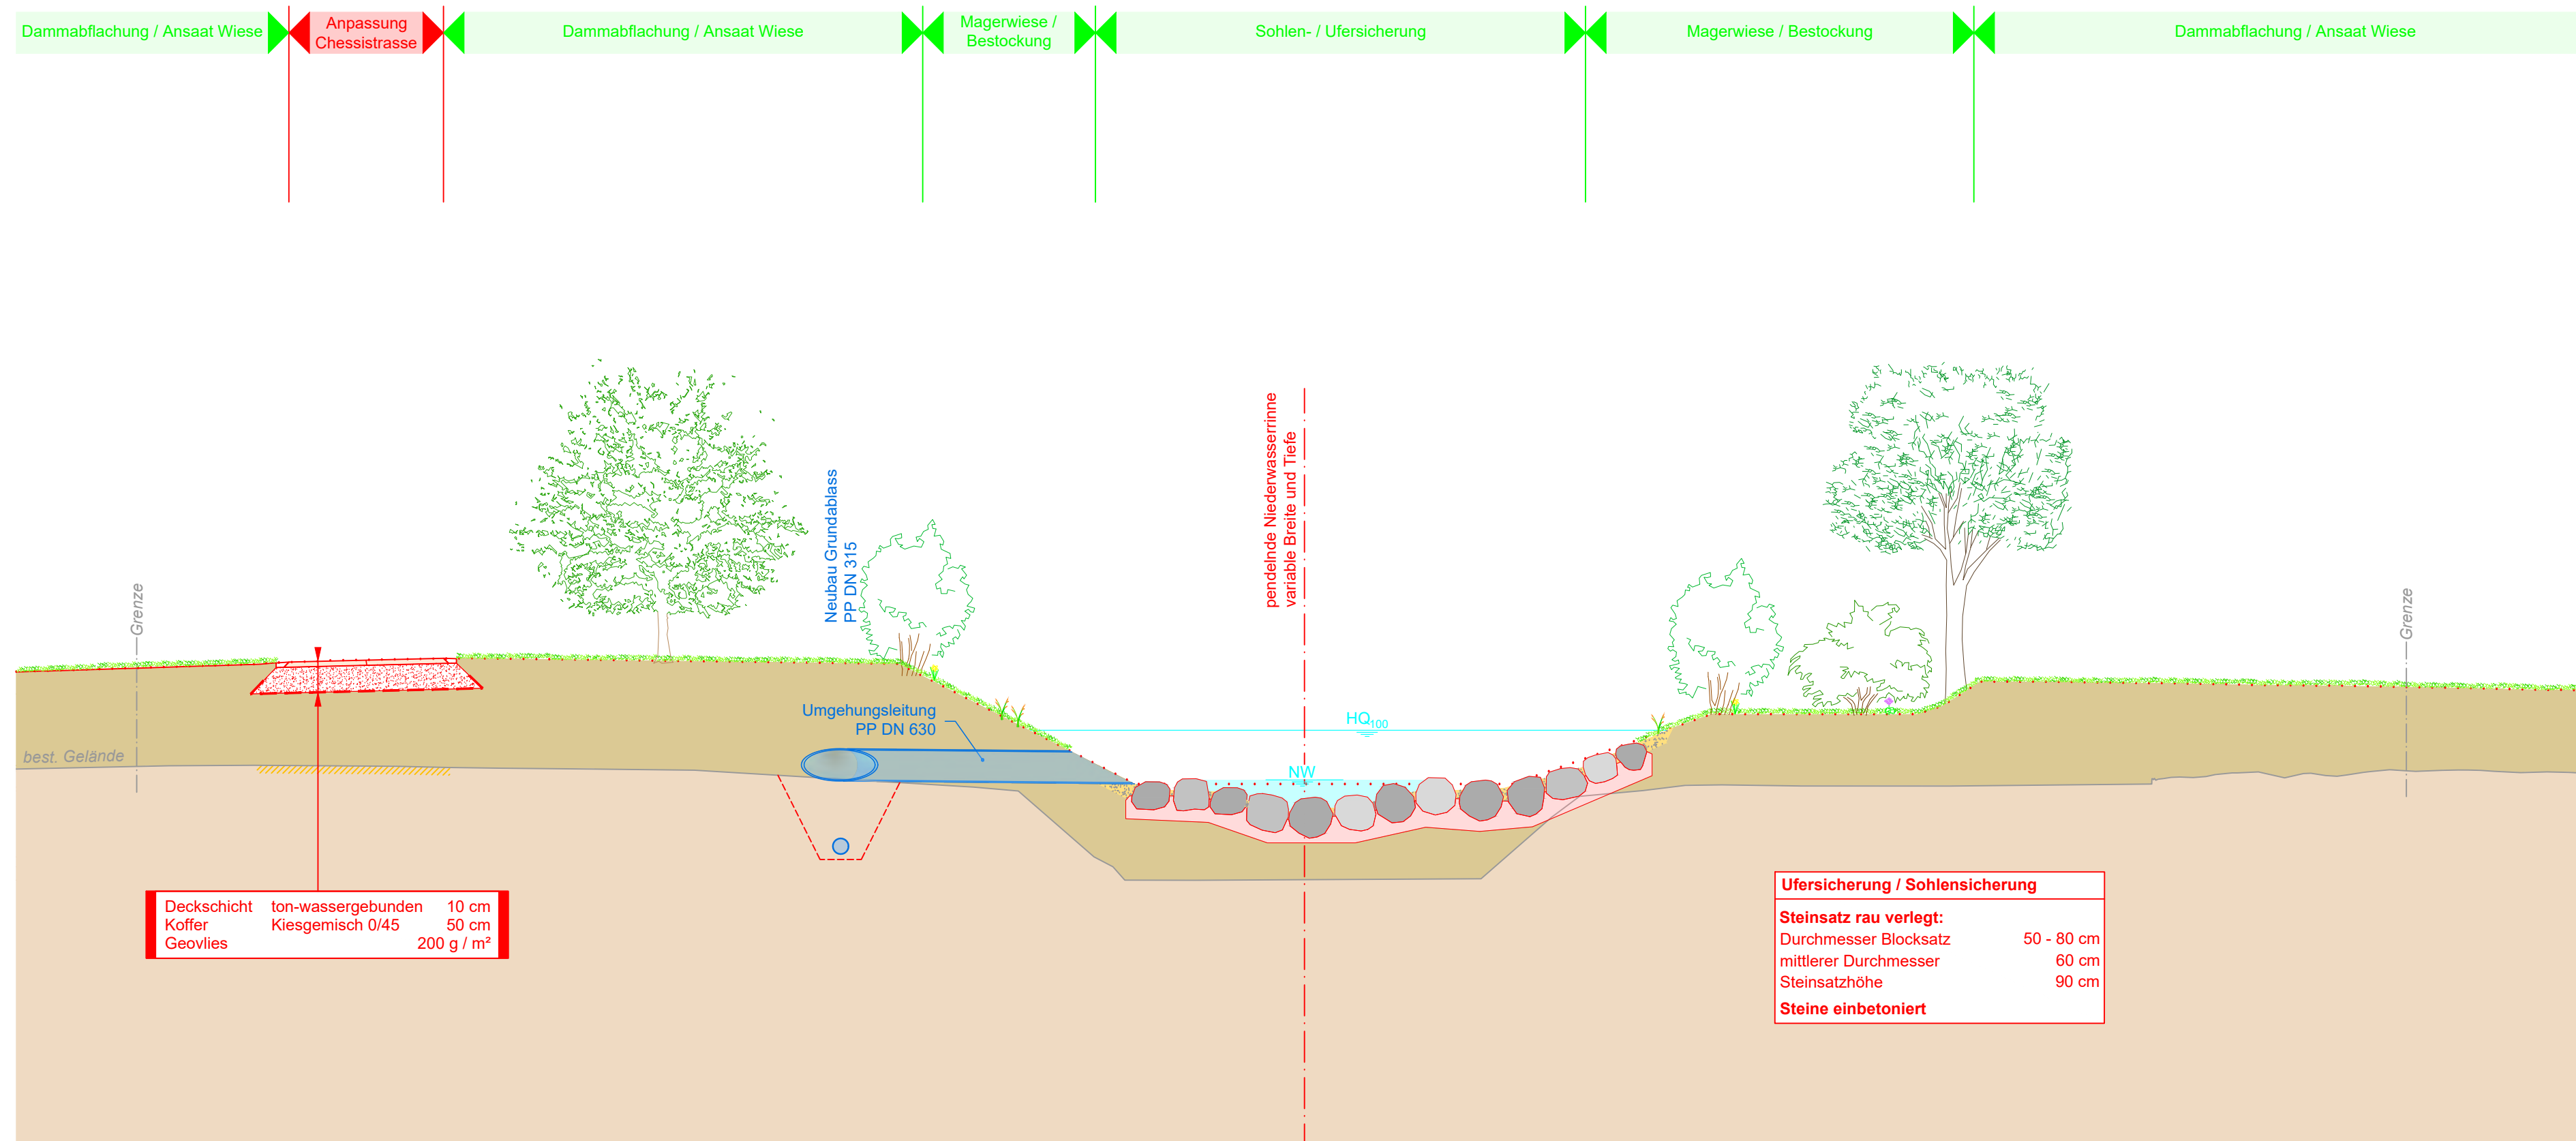 Dammabflachung / Ansaat Wiese
Anpassung
Chessistrasse
Dammabflachung / Ansaat Wiese
Magerwiese /
Bestockung
Sohlen- / Ufersicherung
Magerwiese / Bestockung
Dammabflachung / Ansaat Wiese
Grenze
Neubau Grundablass
PP DN 315
pendelnde Niederwasserrinne
variable Breite und Tiefe
Grenze
Umgehungsleitung
PP DN 630
HQ100
NW
best. Gelände
Deckschicht ton-wassergebunden 10 cm
Koffer Kiesgemisch 0/45 50 cm
Geovlies 200 g / m²
Ufersicherung / Sohlensicherung
Steinsatz rau verlegt:
Durchmesser Blocksatz 50 - 80 cm
mittlerer Durchmesser 60 cm
Steinsatzhöhe 90 cm
Steine einbetoniert